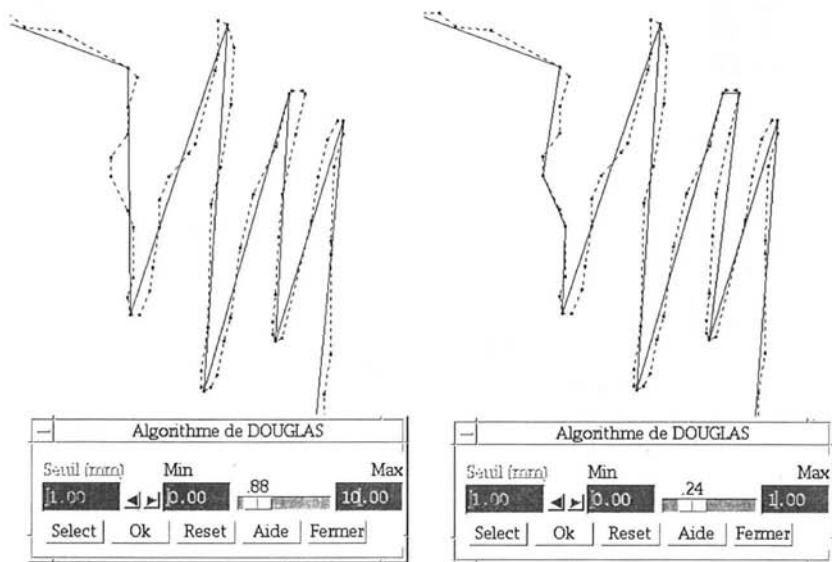 Algorithme de DOUGLAS
Seuil (mm) Min Max
1.00 0.00 .88 10.00
Select Ok Reset Aide Fermer
Algorithme de DOUGLAS
Seuil (mm) Min Max
1.00 0.00 .24 1.00
Select Ok Reset Aide Fermer